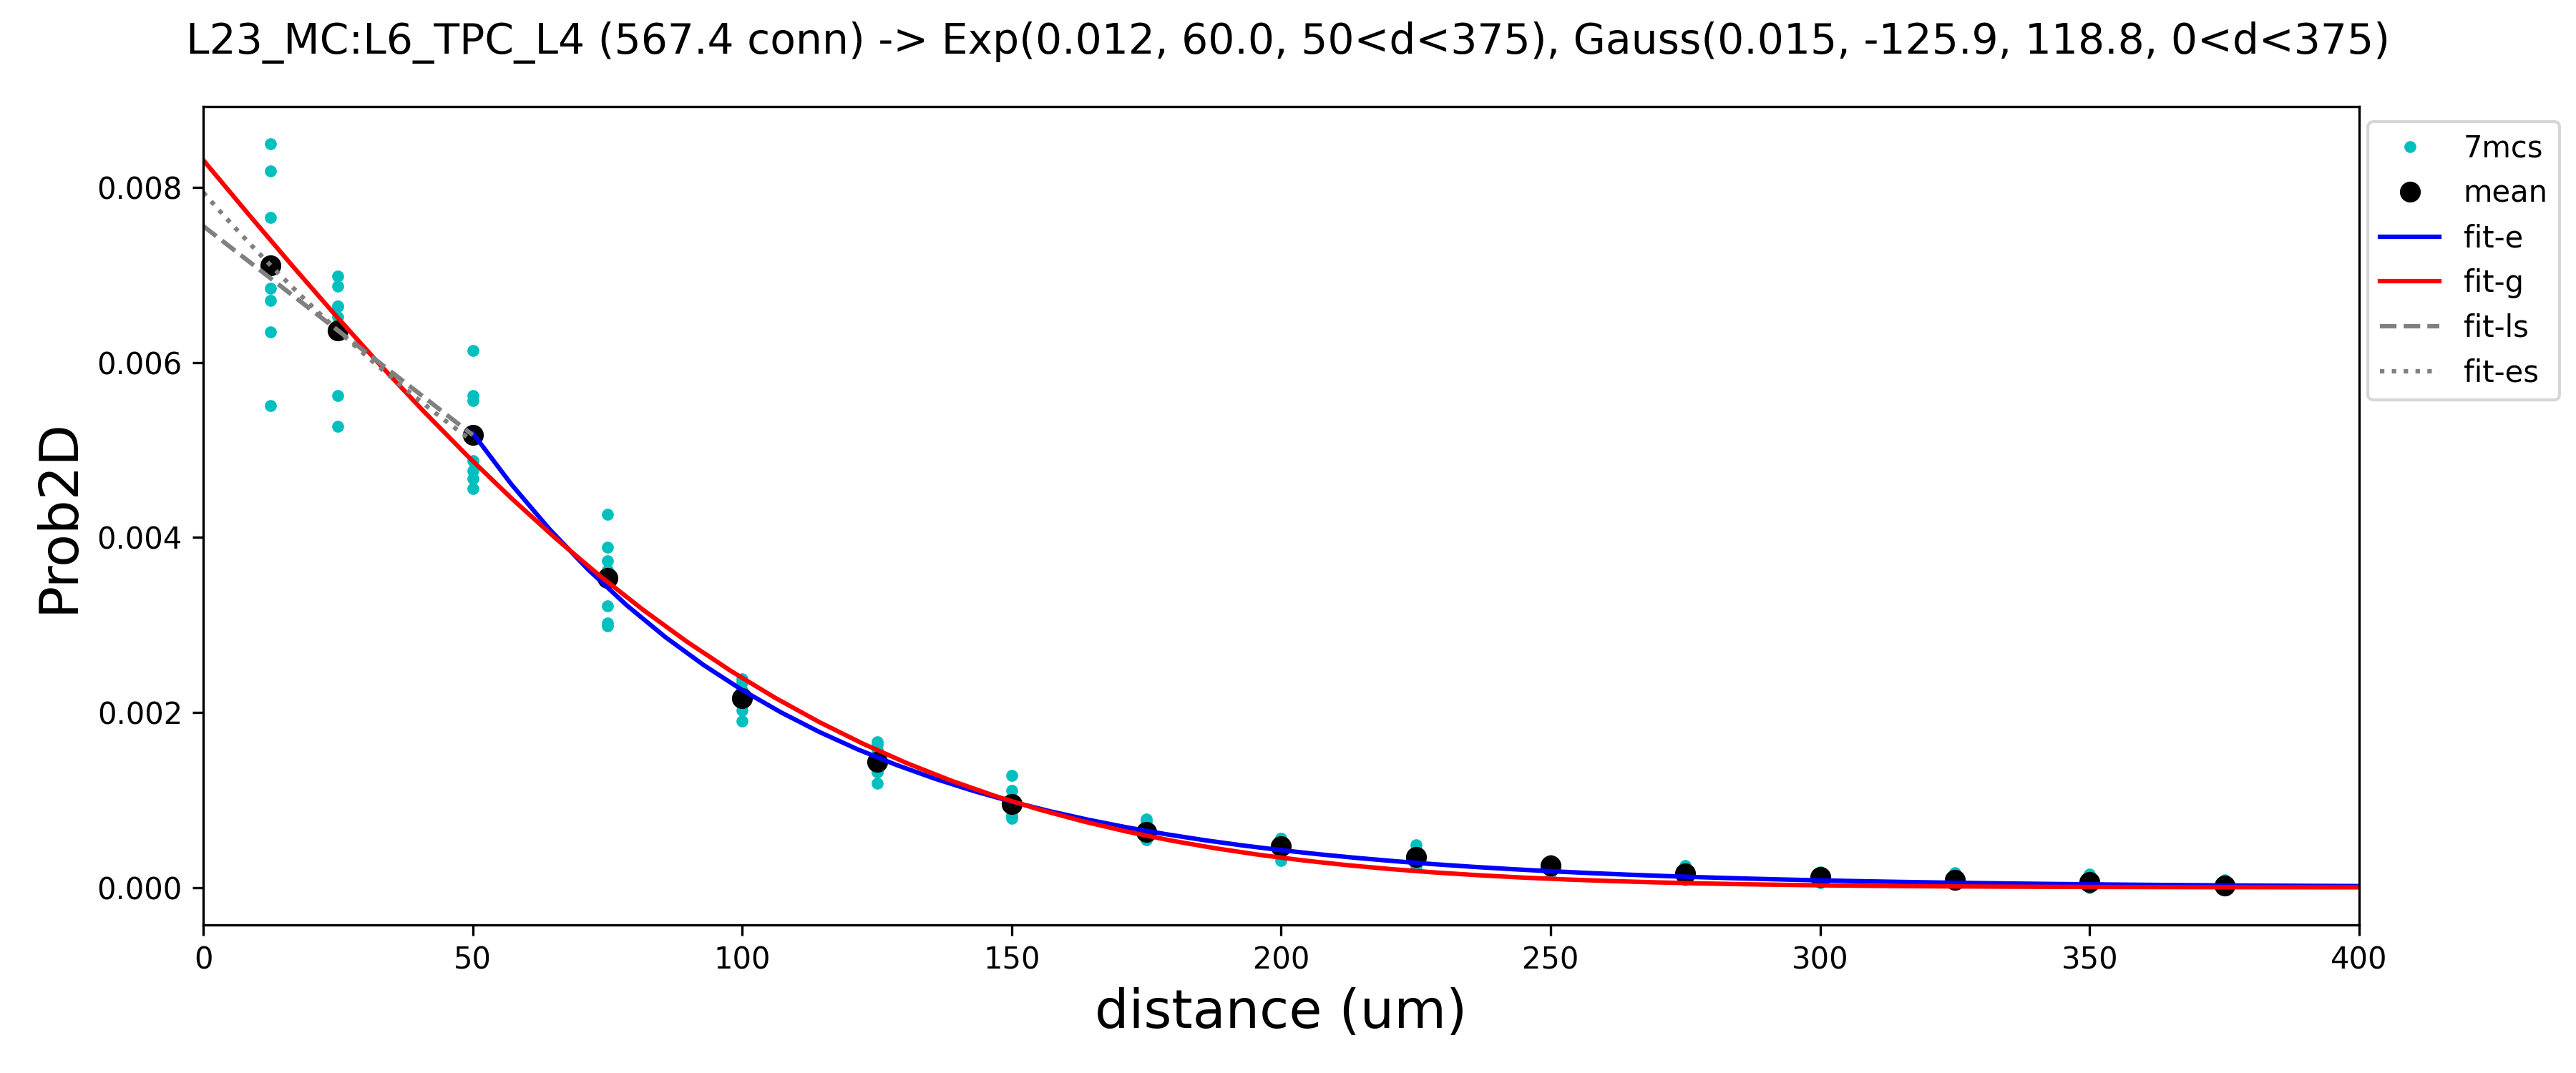 L23_MC:L6_TPC_L4 (567.4 conn) -> Exp(0.012, 60.0, 50<d<375), Gauss(0.015, -125.9, 118.8, 0<d<375)
7mcs
mean
fit-e
fit-g
fit-ls
fit-es
Prob2D
0.008
0.006
0.004
0.002
0.000
0 50 100 150 200 250 300 350 400
distance (um)